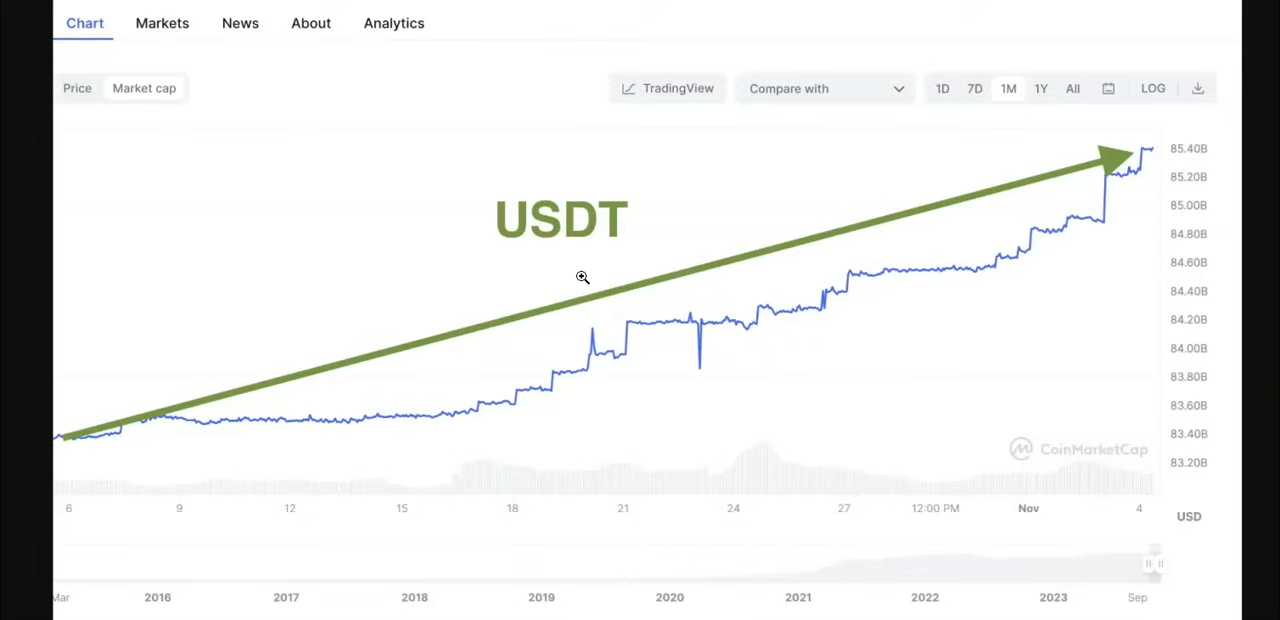 Chart Markets News About Analytics
Price Market cap TradingView Compare with 1D 7D 1M 1Y All LOG
USDT
85.40B
85.20B
85.00B
84.80B
84.60B
84.40B
84.20B
84.00B
83.80B
83.60B
83.40B
83.20B
CoinMarketCap
6 9 12 15 18 21 24 27 12:00 PM Nov 4
USD
Mar 2016 2017 2018 2019 2020 2021 2022 2023 Sep